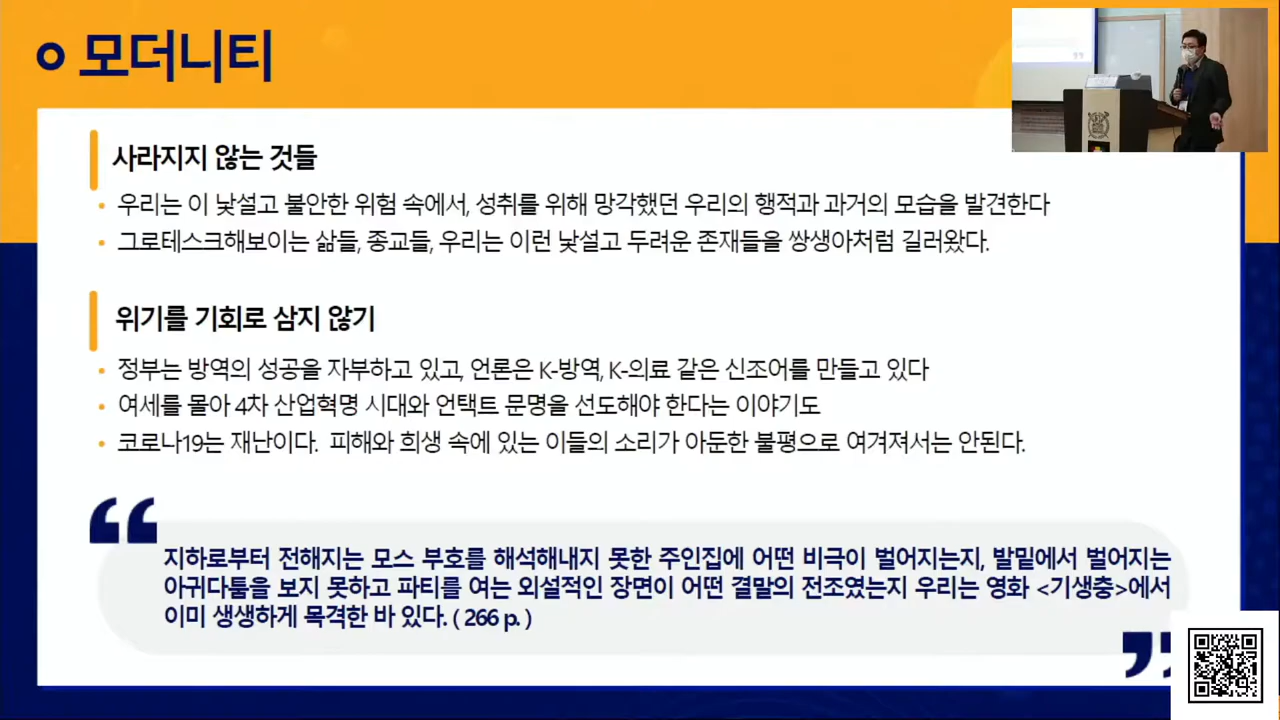 모더니티
사라지지 않는 것들
• 우리는 이 낯설고 불안한 위험 속에서, 성취를 위해 망각했던 우리의 행적과 과거의 모습을 발견한다
• 그로테스크해보이는 삶들, 종교들, 우리는 이런 낯설고 두려운 존재들을 쌍생아처럼 길러왔다.
위기를 기회로 삼지 않기
• 정부는 방역의 성공을 자부하고 있고, 언론은 K-방역, K-의료 같은 신조어를 만들고 있다
• 여세를 몰아 4차 산업혁명 시대와 언택트 문명을 선도해야 한다는 이야기도
• 코로나19는 재난이다. 피해와 희생 속에 있는 이들의 소리가 아둔한 불평으로 여겨져서는 안된다.
“
지하로부터 전해지는 모스 부호를 해석해내지 못한 주인집에 어떤 비극이 벌어지는지, 발밑에서 벌어지는
아귀다툼을 보지 못하고 파티를 여는 외설적인 장면이 어떤 결말의 전조였는지 우리는 영화 <기생충>에서
이미 생생하게 목격한 바 있다. ( 266 p. )
”